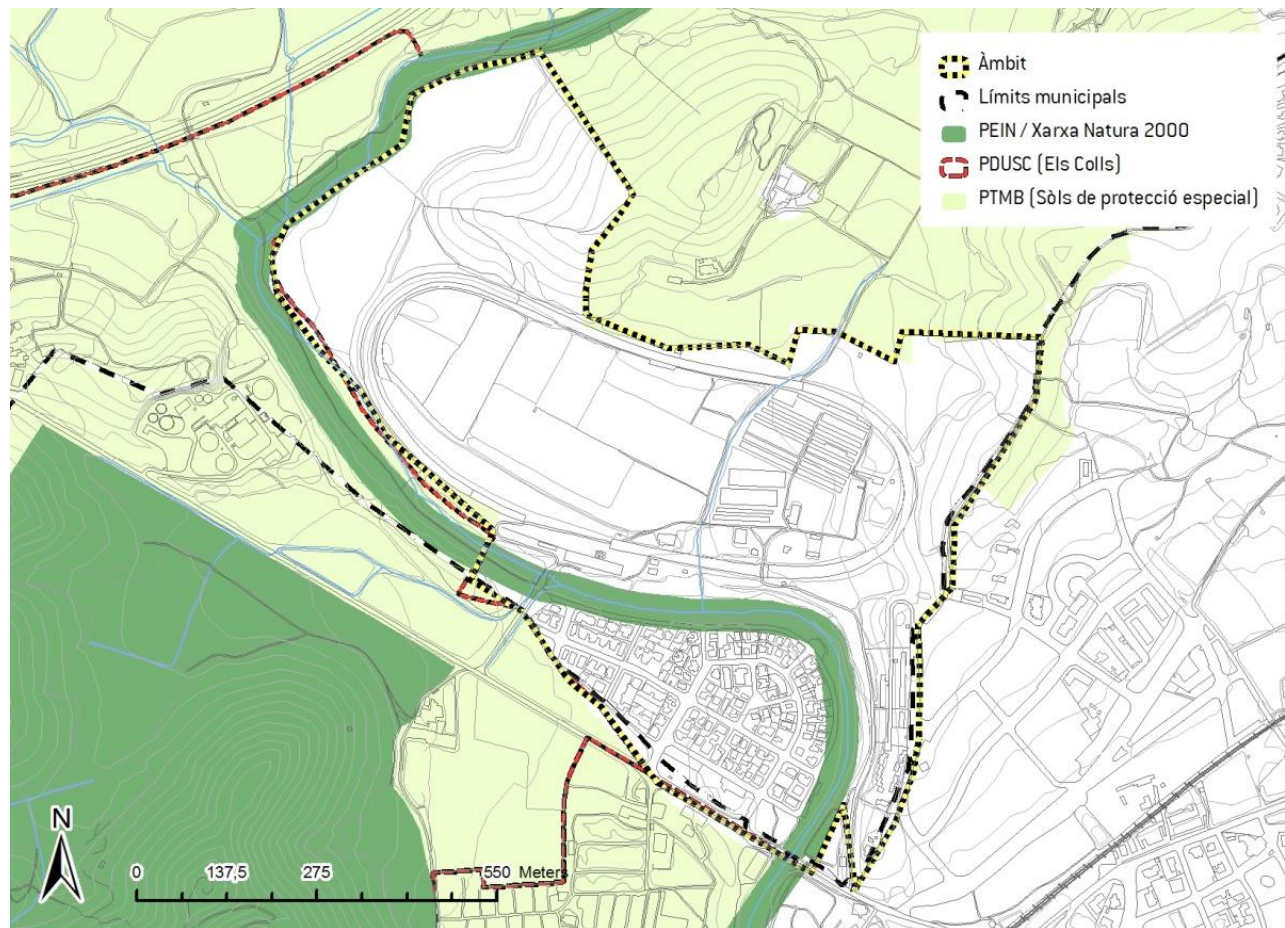 Àmbit
Límits municipals
PEIN / Xarxa Natura 2000
PDUSC (Els Colls)
PTMB (Sòls de protecció especial)
N
0 137,5 275 550 Meters